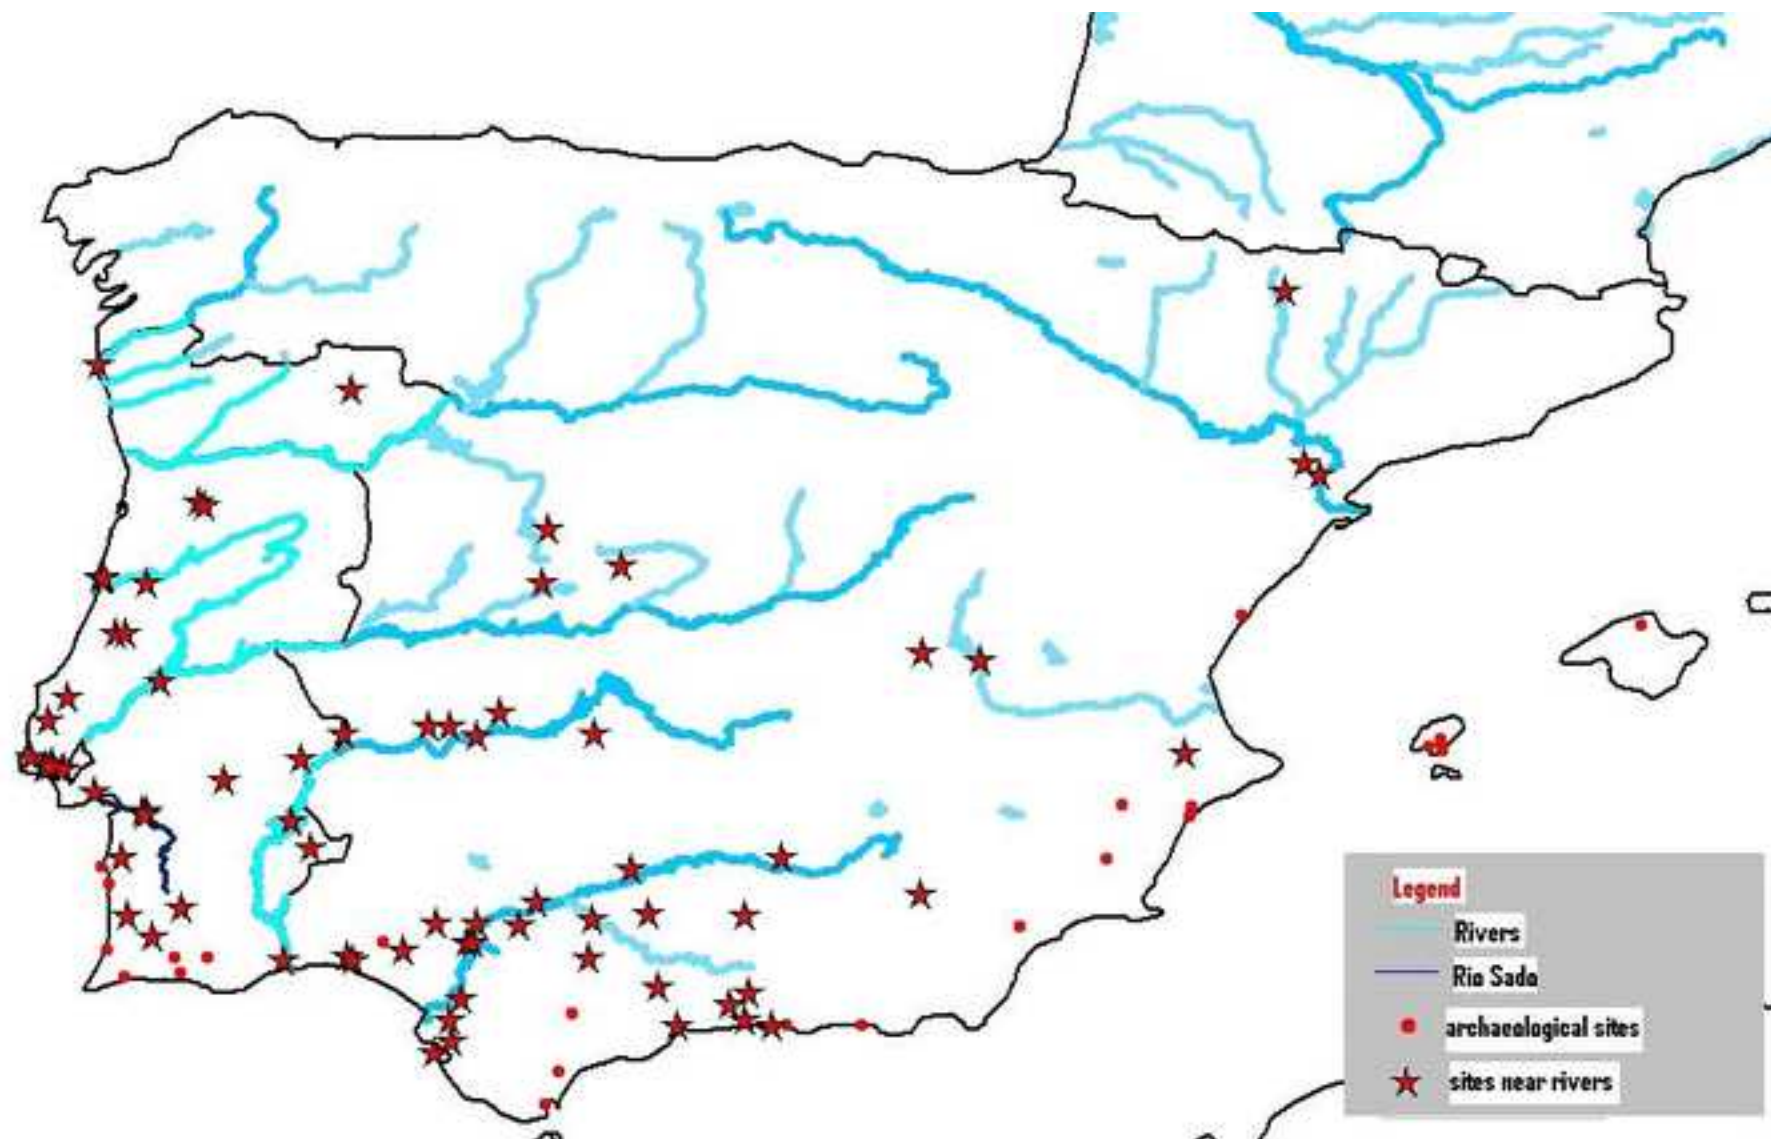 Legend
Rivers
Rio Sado
archaeological sites
sites near rivers